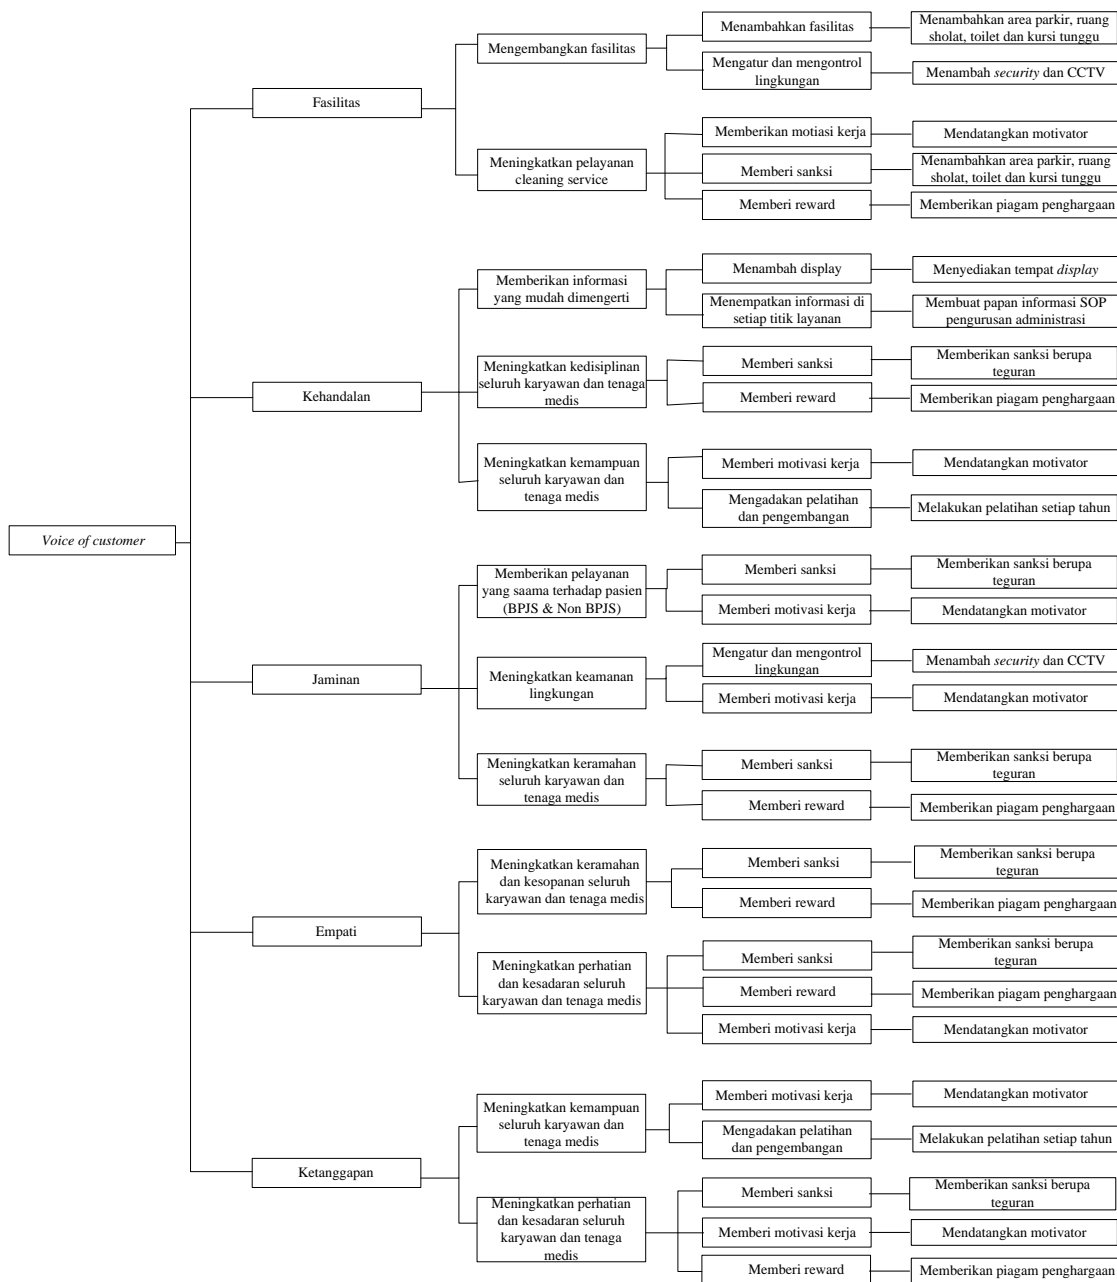 Voice of customer
Fasilitas
Mengembangkan fasilitas
Menambahkan fasilitas
Menambahkan area parkir, ruang
sholat, toilet dan kursi tunggu
Mengatur dan mengontrol
lingkungan
Menambah security dan CCTV
Meningkatkan pelayanan
cleaning service
Memberikan motiasi kerja
Mendatangkan motivator
Memberi sanksi
Menambahkan area parkir, ruang
sholat, toilet dan kursi tunggu
Memberi reward
Memberikan piagam penghargaan
Kehandalan
Memberikan informasi
yang mudah dimengerti
Menambah display
Menyediakan tempat display
Menempatkan informasi di
setiap titik layanan
Membuat papan informasi SOP
pengurusan administrasi
Meningkatkan kedisiplinan
seluruh karyawan dan tenaga
medis
Memberi sanksi
Memberikan sanksi berupa
teguran
Memberi reward
Memberikan piagam penghargaan
Meningkatkan kemampuan
seluruh karyawan dan
tenaga medis
Memberi motivasi kerja
Mendatangkan motivator
Mengadakan pelatihan
dan pengembangan
Melakukan pelatihan setiap tahun
Jaminan
Memberikan pelayanan
yang saama terhadap pasien
(BPJS & Non BPJS)
Memberi sanksi
Memberikan sanksi berupa
teguran
Memberi motivasi kerja
Mendatangkan motivator
Meningkatkan keamanan
lingkungan
Mengatur dan mengontrol
lingkungan
Menambah security dan CCTV
Memberi motivasi kerja
Mendatangkan motivator
Meningkatkan keramahan
seluruh karyawan dan
tenaga medis
Memberi sanksi
Memberikan sanksi berupa
teguran
Memberi reward
Memberikan piagam penghargaan
Empati
Meningkatkan keramahan
dan kesopanan seluruh
karyawan dan tenaga medis
Memberi sanksi
Memberikan sanksi berupa
teguran
Memberi reward
Memberikan piagam penghargaan
Meningkatkan perhatian
dan kesadaran seluruh
karyawan dan tenaga medis
Memberi sanksi
Memberikan sanksi berupa
teguran
Memberi reward
Memberikan piagam penghargaan
Memberi motivasi kerja
Mendatangkan motivator
Ketanggapan
Meningkatkan kemampuan
seluruh karyawan dan
tenaga medis
Memberi motivasi kerja
Mendatangkan motivator
Mengadakan pelatihan
dan pengembangan
Melakukan pelatihan setiap tahun
Meningkatkan perhatian
dan kesadaran seluruh
karyawan dan tenaga
medis
Memberi sanksi
Memberikan sanksi berupa
teguran
Memberi motivasi kerja
Mendatangkan motivator
Memberi reward
Memberikan piagam penghargaan